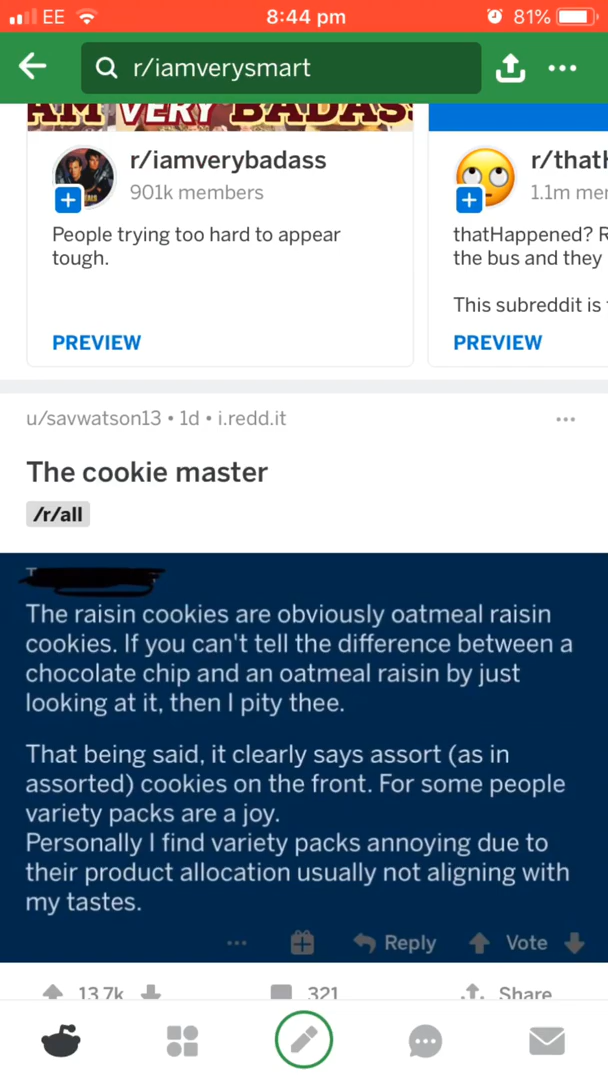 EE 8:44 pm 81%
r/iamverysmart
AM VERY BADASS
r/iamverybadass
901k members
People trying too hard to appear
tough.
PREVIEW
r/thatH
1.1m mem
thatHappened? R
the bus and they
This subreddit is
PREVIEW
u/savwatson13 • 1d • i.redd.it
The cookie master
/r/all
The raisin cookies are obviously oatmeal raisin
cookies. If you can't tell the difference between a
chocolate chip and an oatmeal raisin by just
looking at it, then I pity thee.
That being said, it clearly says assort (as in
assorted) cookies on the front. For some people
variety packs are a joy.
Personally I find variety packs annoying due to
their product allocation usually not aligning with
my tastes.
Reply Vote
13.7k 321 Share